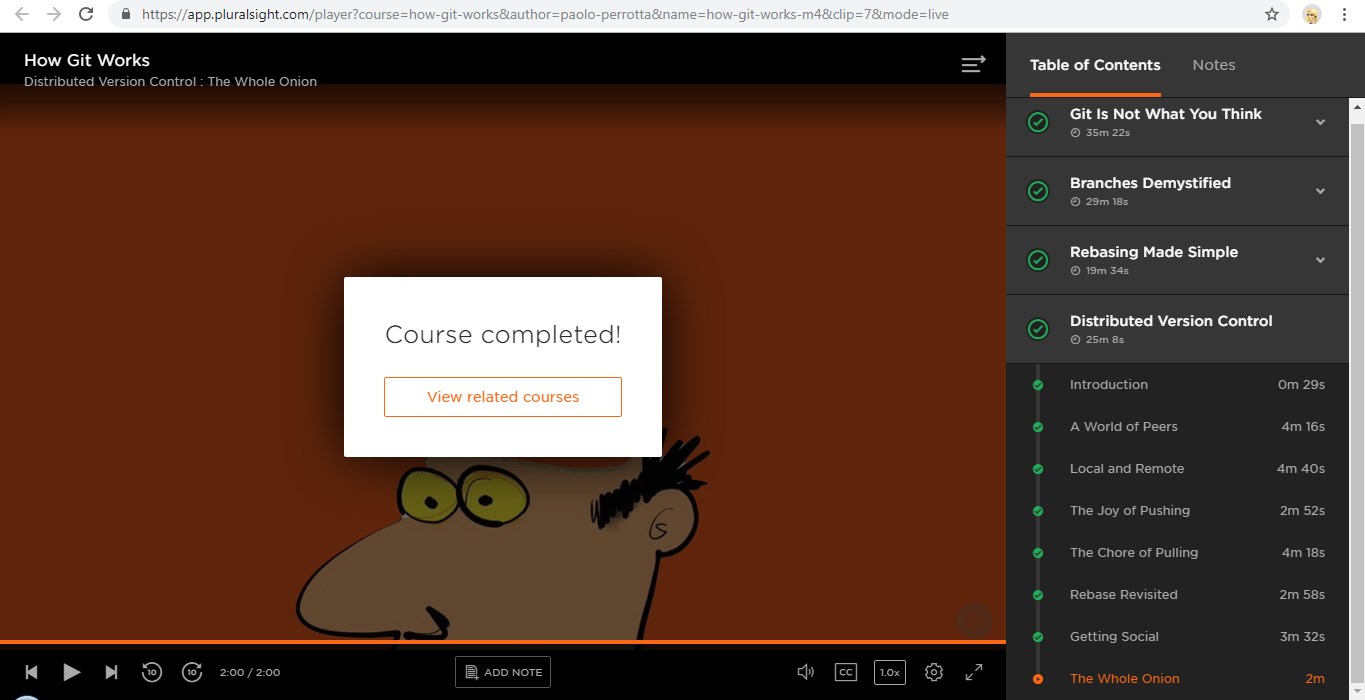 https://app.pluralsight.com/player?course=how-git-works&author=paolo-perrotta&name=how-git-works-m4&clip=7&mode=live
How Git Works
Distributed Version Control : The Whole Onion
Course completed!
View related courses
10
10
2:00 / 2:00
ADD NOTE
CC
1.0x
Table of Contents
Notes
Git Is Not What You Think
35m 22s
Branches Demystified
29m 18s
Rebasing Made Simple
19m 34s
Distributed Version Control
25m 8s
Introduction 0m 29s
A World of Peers 4m 16s
Local and Remote 4m 40s
The Joy of Pushing 2m 52s
The Chore of Pulling 4m 18s
Rebase Revisited 2m 58s
Getting Social 3m 32s
The Whole Onion 2m